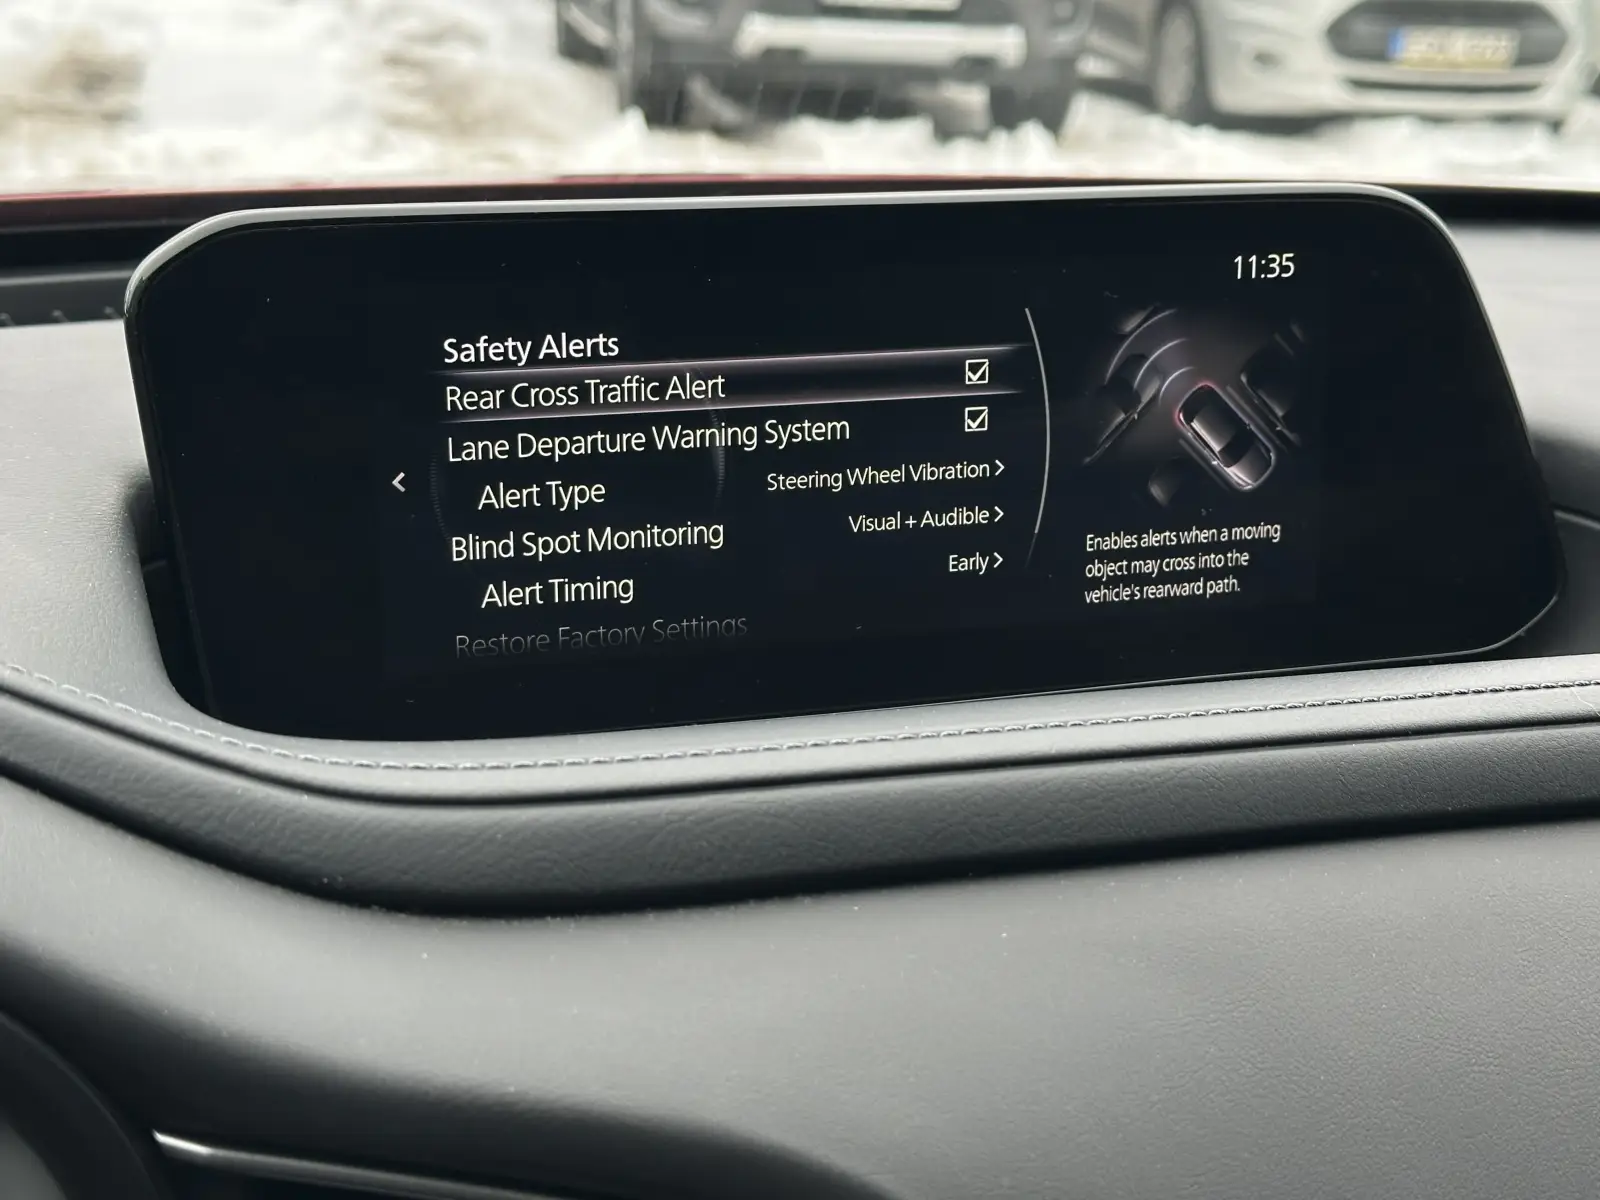 11:35
Safety Alerts
Rear Cross Traffic Alert
Lane Departure Warning System
Alert Type Steering Wheel Vibration >
Blind Spot Monitoring Visual + Audible >
Alert Timing Early >
Restore Factory Settings
Enables alerts when a moving
object may cross into the
vehicle's rearward path.